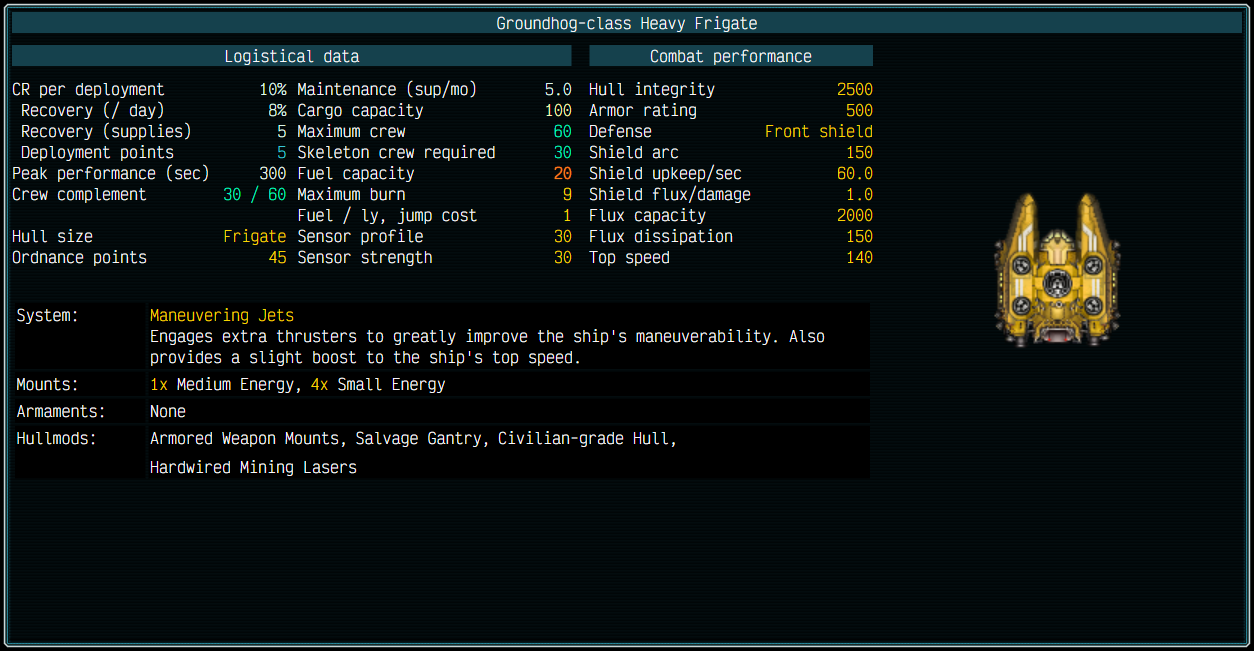 Groundhog-class Heavy Frigate
Logistical data
Combat performance
CR per deployment 10% Maintenance (sup/mo) 5.0 Hull integrity 2500
Recovery (/ day) 8% Cargo capacity 100 Armor rating 500
Recovery (supplies) 5 Maximum crew 60 Defense Front shield
Deployment points 5 Skeleton crew required 30 Shield arc 150
Peak performance (sec) 300 Fuel capacity 20 Shield upkeep/sec 60.0
Crew complement 30 / 60 Maximum burn 9 Shield flux/damage 1.0
Fuel / ly, jump cost 1 Flux capacity 2000
Hull size Frigate Sensor profile 30 Flux dissipation 150
Ordnance points 45 Sensor strength 30 Top speed 140
System: Maneuvering Jets
Engages extra thrusters to greatly improve the ship's maneuverability. Also
provides a slight boost to the ship's top speed.
Mounts: 1x Medium Energy, 4x Small Energy
Armaments: None
Hullmods: Armored Weapon Mounts, Salvage Gantry, Civilian-grade Hull,
Hardwired Mining Lasers